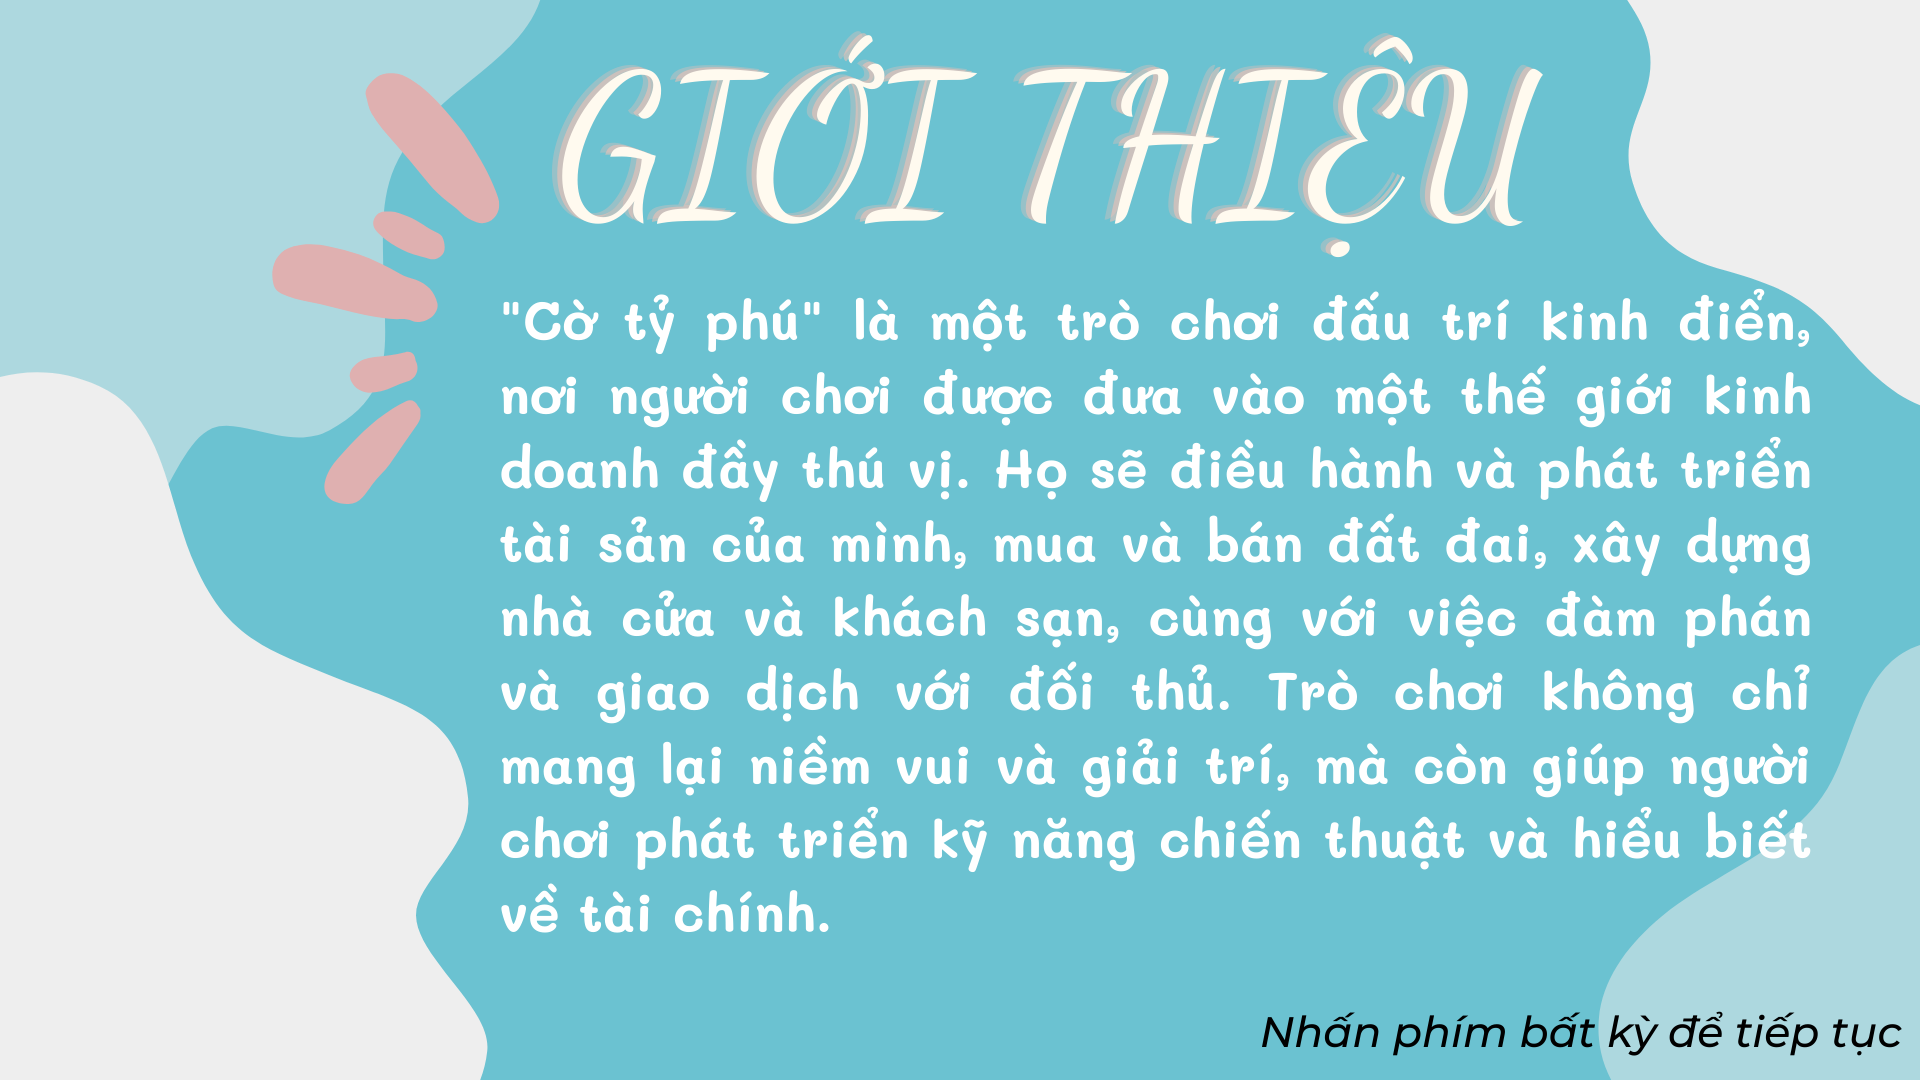 GIỚI THIỆU
"Cờ tỷ phú" là một trò chơi đấu trí kinh điển,
nơi người chơi được đưa vào một thế giới kinh
doanh đầy thú vị. Họ sẽ điều hành và phát triển
tài sản của mình, mua và bán đất đai, xây dựng
nhà cửa và khách sạn, cùng với việc đàm phán
và giao dịch với đối thủ. Trò chơi không chỉ
mang lại niềm vui và giải trí, mà còn giúp người
chơi phát triển kỹ năng chiến thuật và hiểu biết
về tài chính.
Nhấn phím bất kỳ để tiếp tục